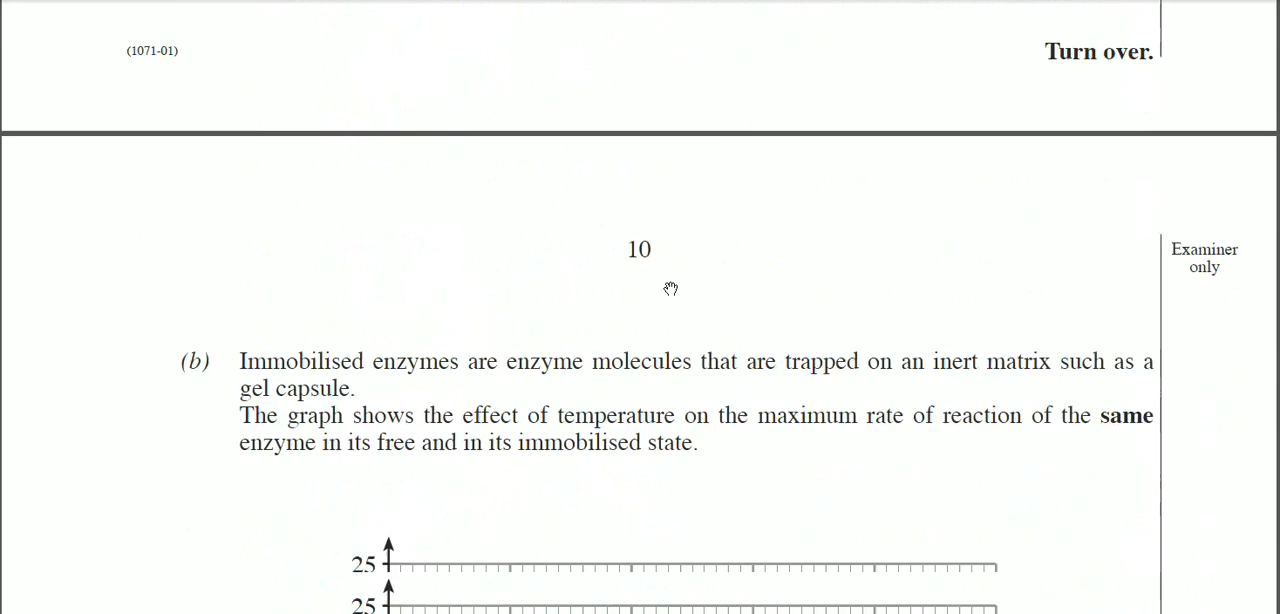 (1071-01)
Turn over.
10
Examiner
only
(b) Immobilised enzymes are enzyme molecules that are trapped on an inert matrix such as a
gel capsule.
The graph shows the effect of temperature on the maximum rate of reaction of the same
enzyme in its free and in its immobilised state.
25
25